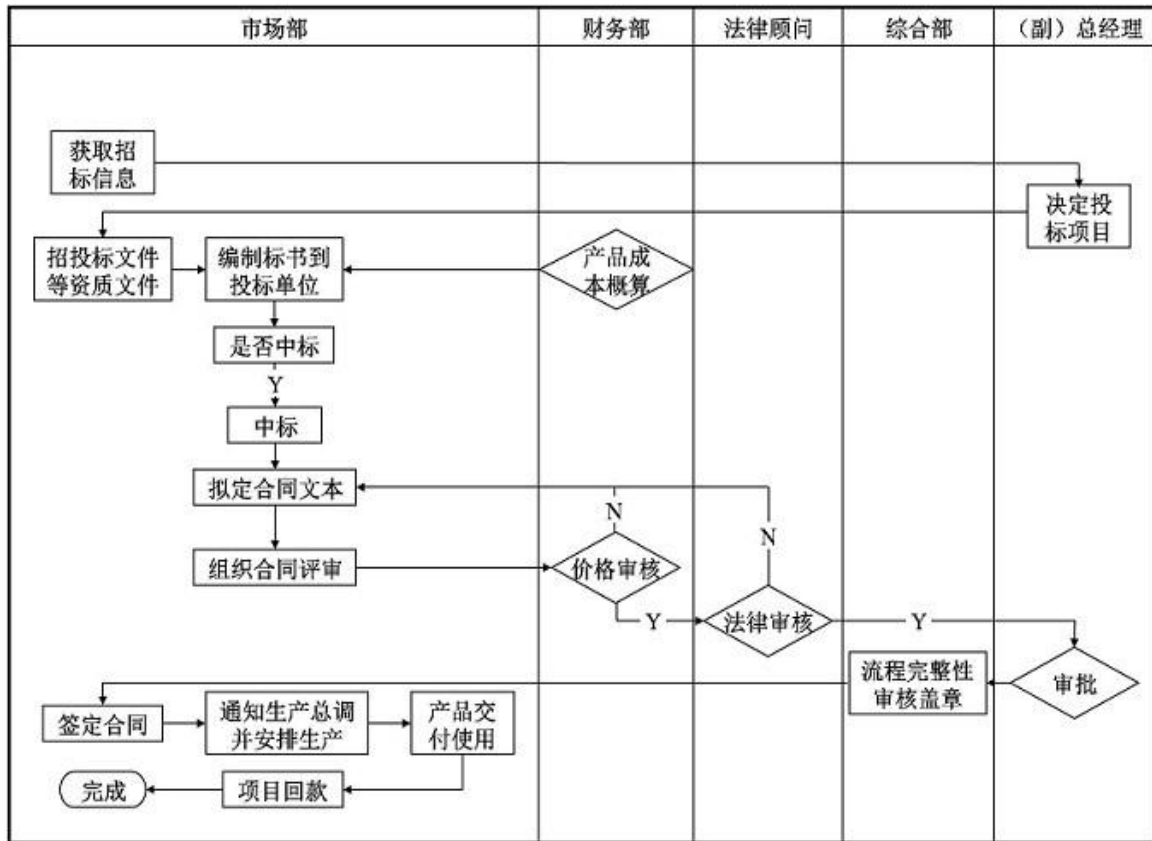 市场部
财务部
法律顾问
综合部
（副）总经理
获取招
标信息
决定投
标项目
招投标文件
等资质文件
编制标书到
投标单位
产品成
本概算
是否中标
Y
中标
拟定合同文本
N
N
组织合同评审
价格审核
Y
法律审核
Y
流程完整性
审核盖章
审批
签定合同
通知生产总调
并安排生产
产品交
付使用
完成
项目回款